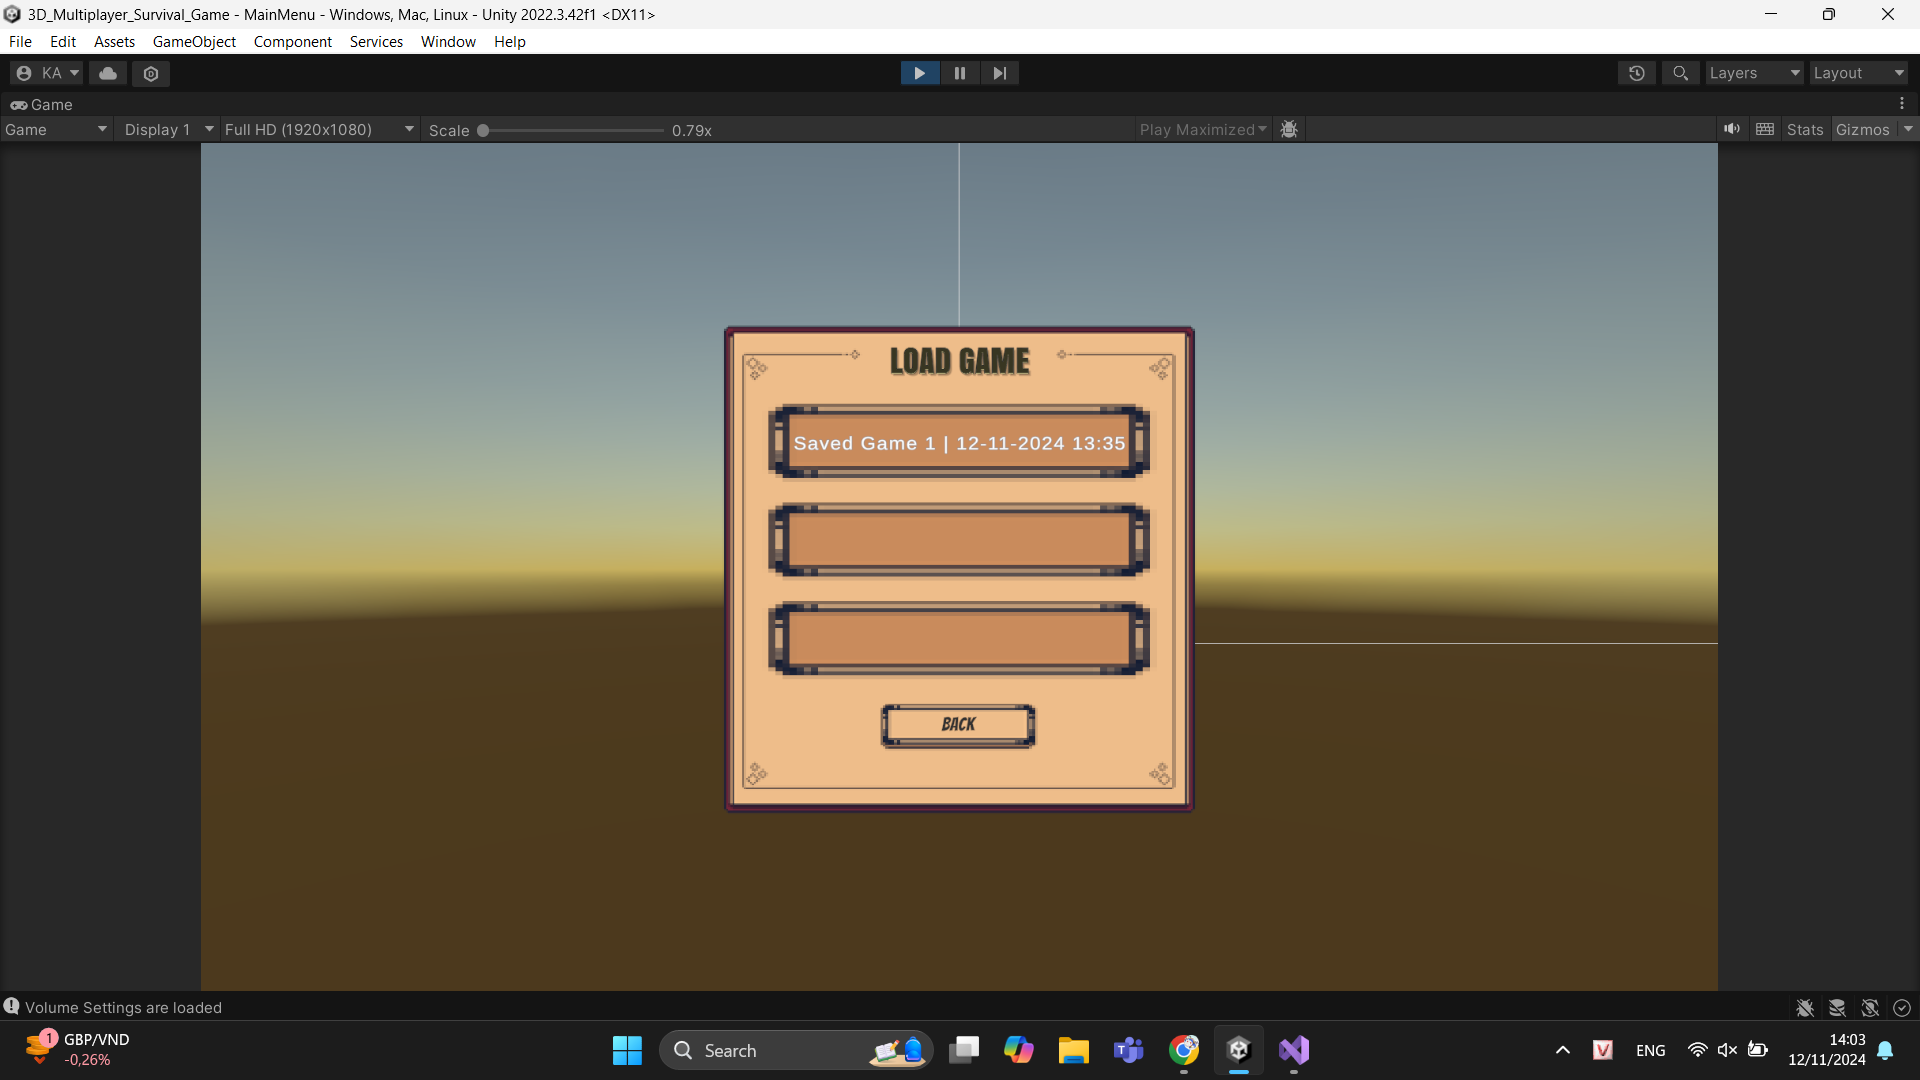 3D_Multiplayer_Survival_Game - MainMenu - Windows, Mac, Linux - Unity 2022.3.42f1 <DX11>
File Edit Assets GameObject Component Services Window Help
KA Layers Layout
Game
Game Display 1 Full HD (1920x1080) Scale 0.79x Play Maximized Stats Gizmos
LOAD GAME
Saved Game 1 | 12-11-2024 13:35
BACK
Volume Settings are loaded
1 GBP/VND
-0,26%
Search
ENG
14:03
12/11/2024